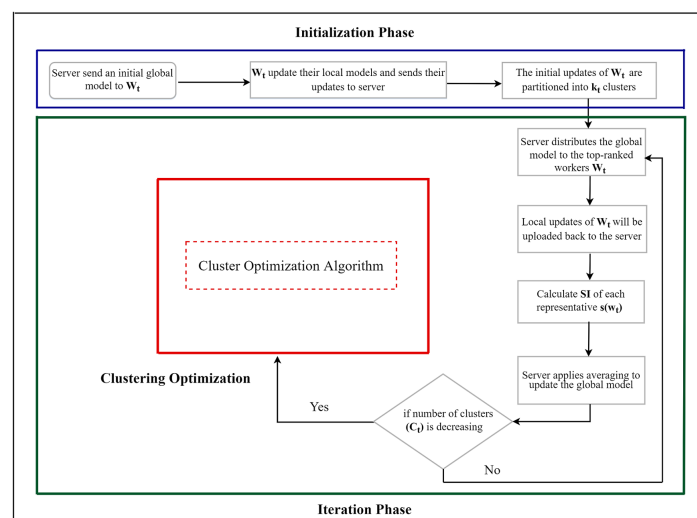 Initialization Phase
Server send an initial global
model to Wt
Wt update their local models and sends their
updates to server
The initial updates of Wt are
partitioned into kt clusters
Server distributes the global
model to the top-ranked
workers Wt
Local updates of Wt will be
uploaded back to the server
Calculate SI of each
representative s(wt)
Server applies averaging to
update the global model
if number of clusters
(Ct) is decreasing
Yes
No
Cluster Optimization Algorithm
Clustering Optimization
Iteration Phase